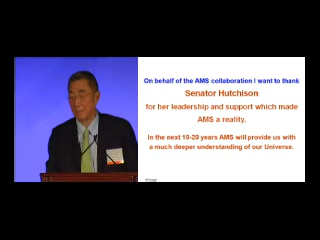 On behalf of the AMS collaboration I want to thank
Senator Hutchison
for her leadership and support which made
AMS a reality.
In the next 10-20 years AMS will provide us with
a much deeper understanding of our Universe.